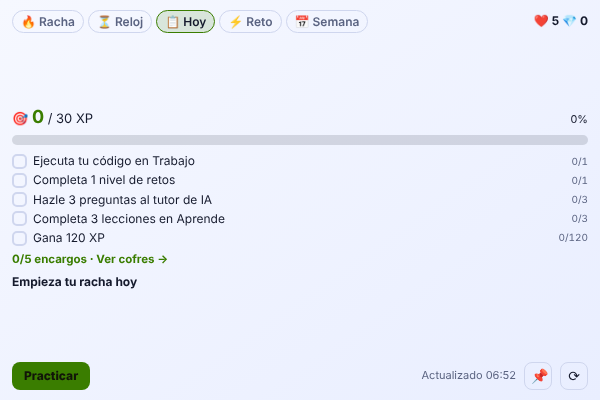 🔥 Racha ⏳ Reloj 📋 Hoy ⚡ Reto 📅 Semana ❤️ 5 💎 0
🎯 0 / 30 XP 0%
Ejecuta tu código en Trabajo 0/1
Completa 1 nivel de retos 0/1
Hazle 3 preguntas al tutor de IA 0/3
Completa 3 lecciones en Aprende 0/3
Gana 120 XP 0/120
0/5 encargos · Ver cofres →
Empieza tu racha hoy
Practicar Actualizado 06:52 📌 ⟳